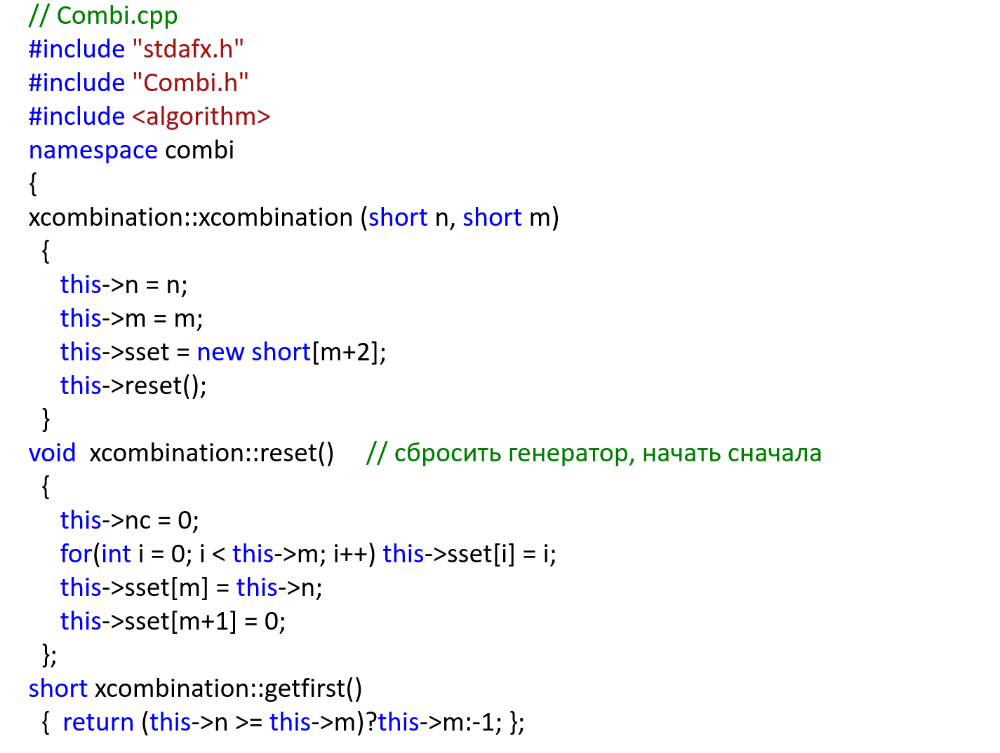 // Combi.cpp
#include "stdafx.h"
#include "Combi.h"
#include <algorithm>
namespace combi
{
xcombination::xcombination (short n, short m)
{
this->n = n;
this->m = m;
this->sset = new short[m+2];
this->reset();
}
void  xcombination::reset()     // сбросить генератор, начать сначала
{
this->nc = 0;
for(int i = 0; i < this->m; i++) this->sset[i] = i;
this->sset[m] = this->n;
this->sset[m+1] = 0;
};
short xcombination::getfirst()
{  return (this->n >= this->m)?this->m:-1; };